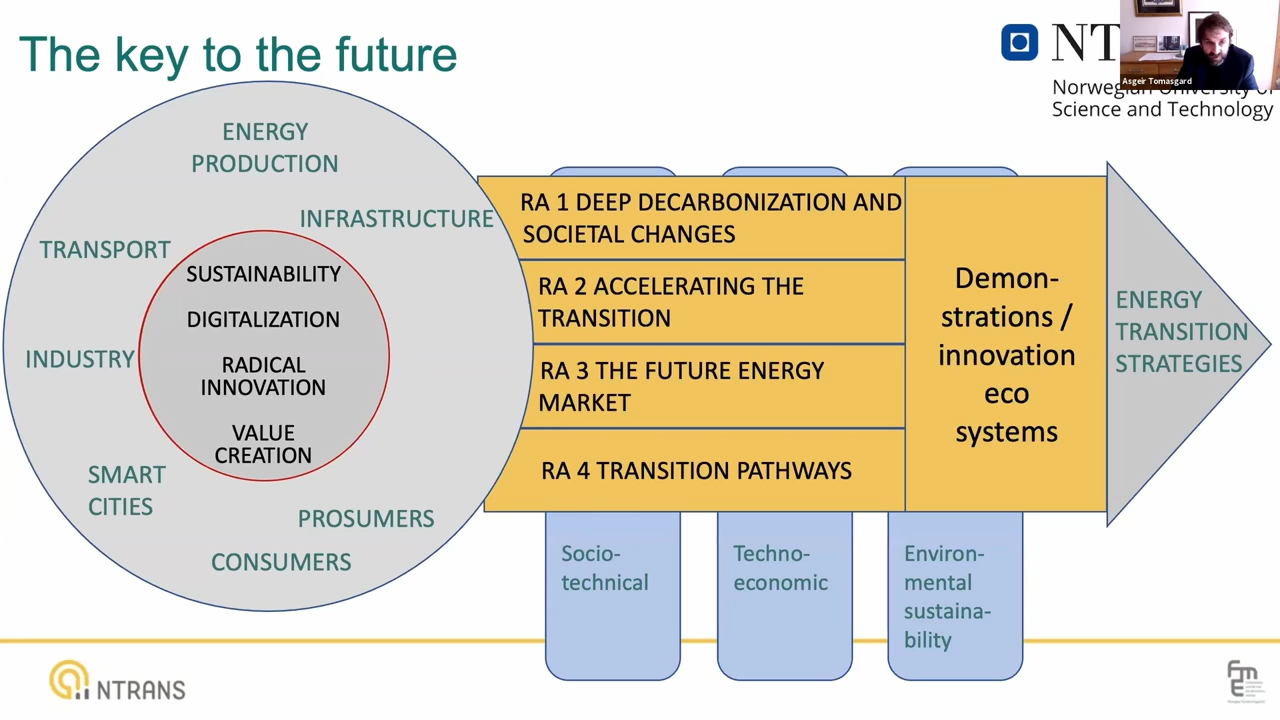 The key to the future
NT
Asgeir Tomasgard
Norwegian University of
Science and Technology
ENERGY
PRODUCTION
INFRASTRUCTURE
TRANSPORT
SUSTAINABILITY
DIGITALIZATION
INDUSTRY
RADICAL
INNOVATION
VALUE
CREATION
SMART
CITIES
PROSUMERS
CONSUMERS
RA 1 DEEP DECARBONIZATION AND
SOCIETAL CHANGES
RA 2 ACCELERATING THE
TRANSITION
RA 3 THE FUTURE ENERGY
MARKET
RA 4 TRANSITION PATHWAYS
Demon-
strations /
innovation
eco
systems
ENERGY
TRANSITION
STRATEGIES
Socio-
technical
Techno-
economic
Environ-
mental
sustaina-
bility
NTRANS
FME